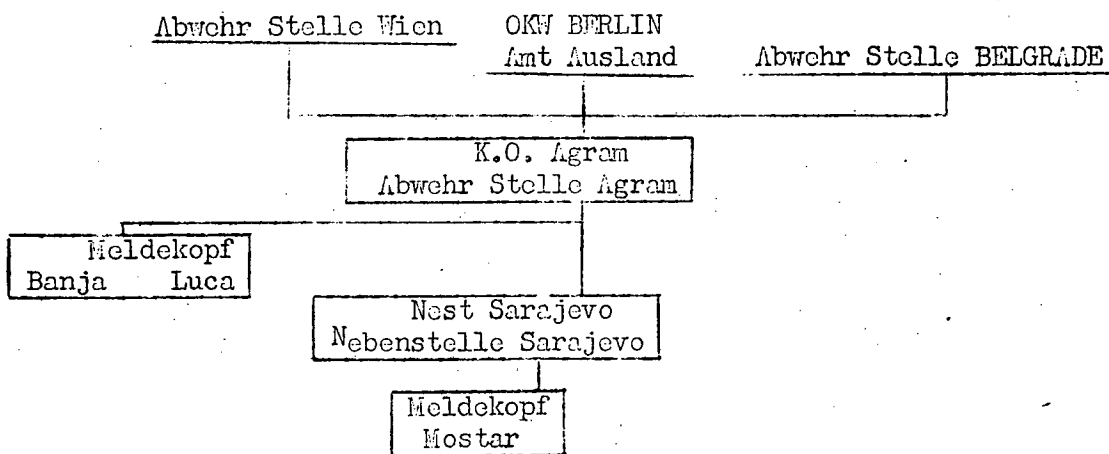 Abwehr Stelle Wien
OKW BERLIN
Amt Ausland
Abwehr Stelle BELGRADE
K.O. Agram
Abwehr Stelle Agram
Meldekopf
Banja Luca
Nest Sarajevo
Nebenstelle Sarajevo
Meldekopf
Mostar